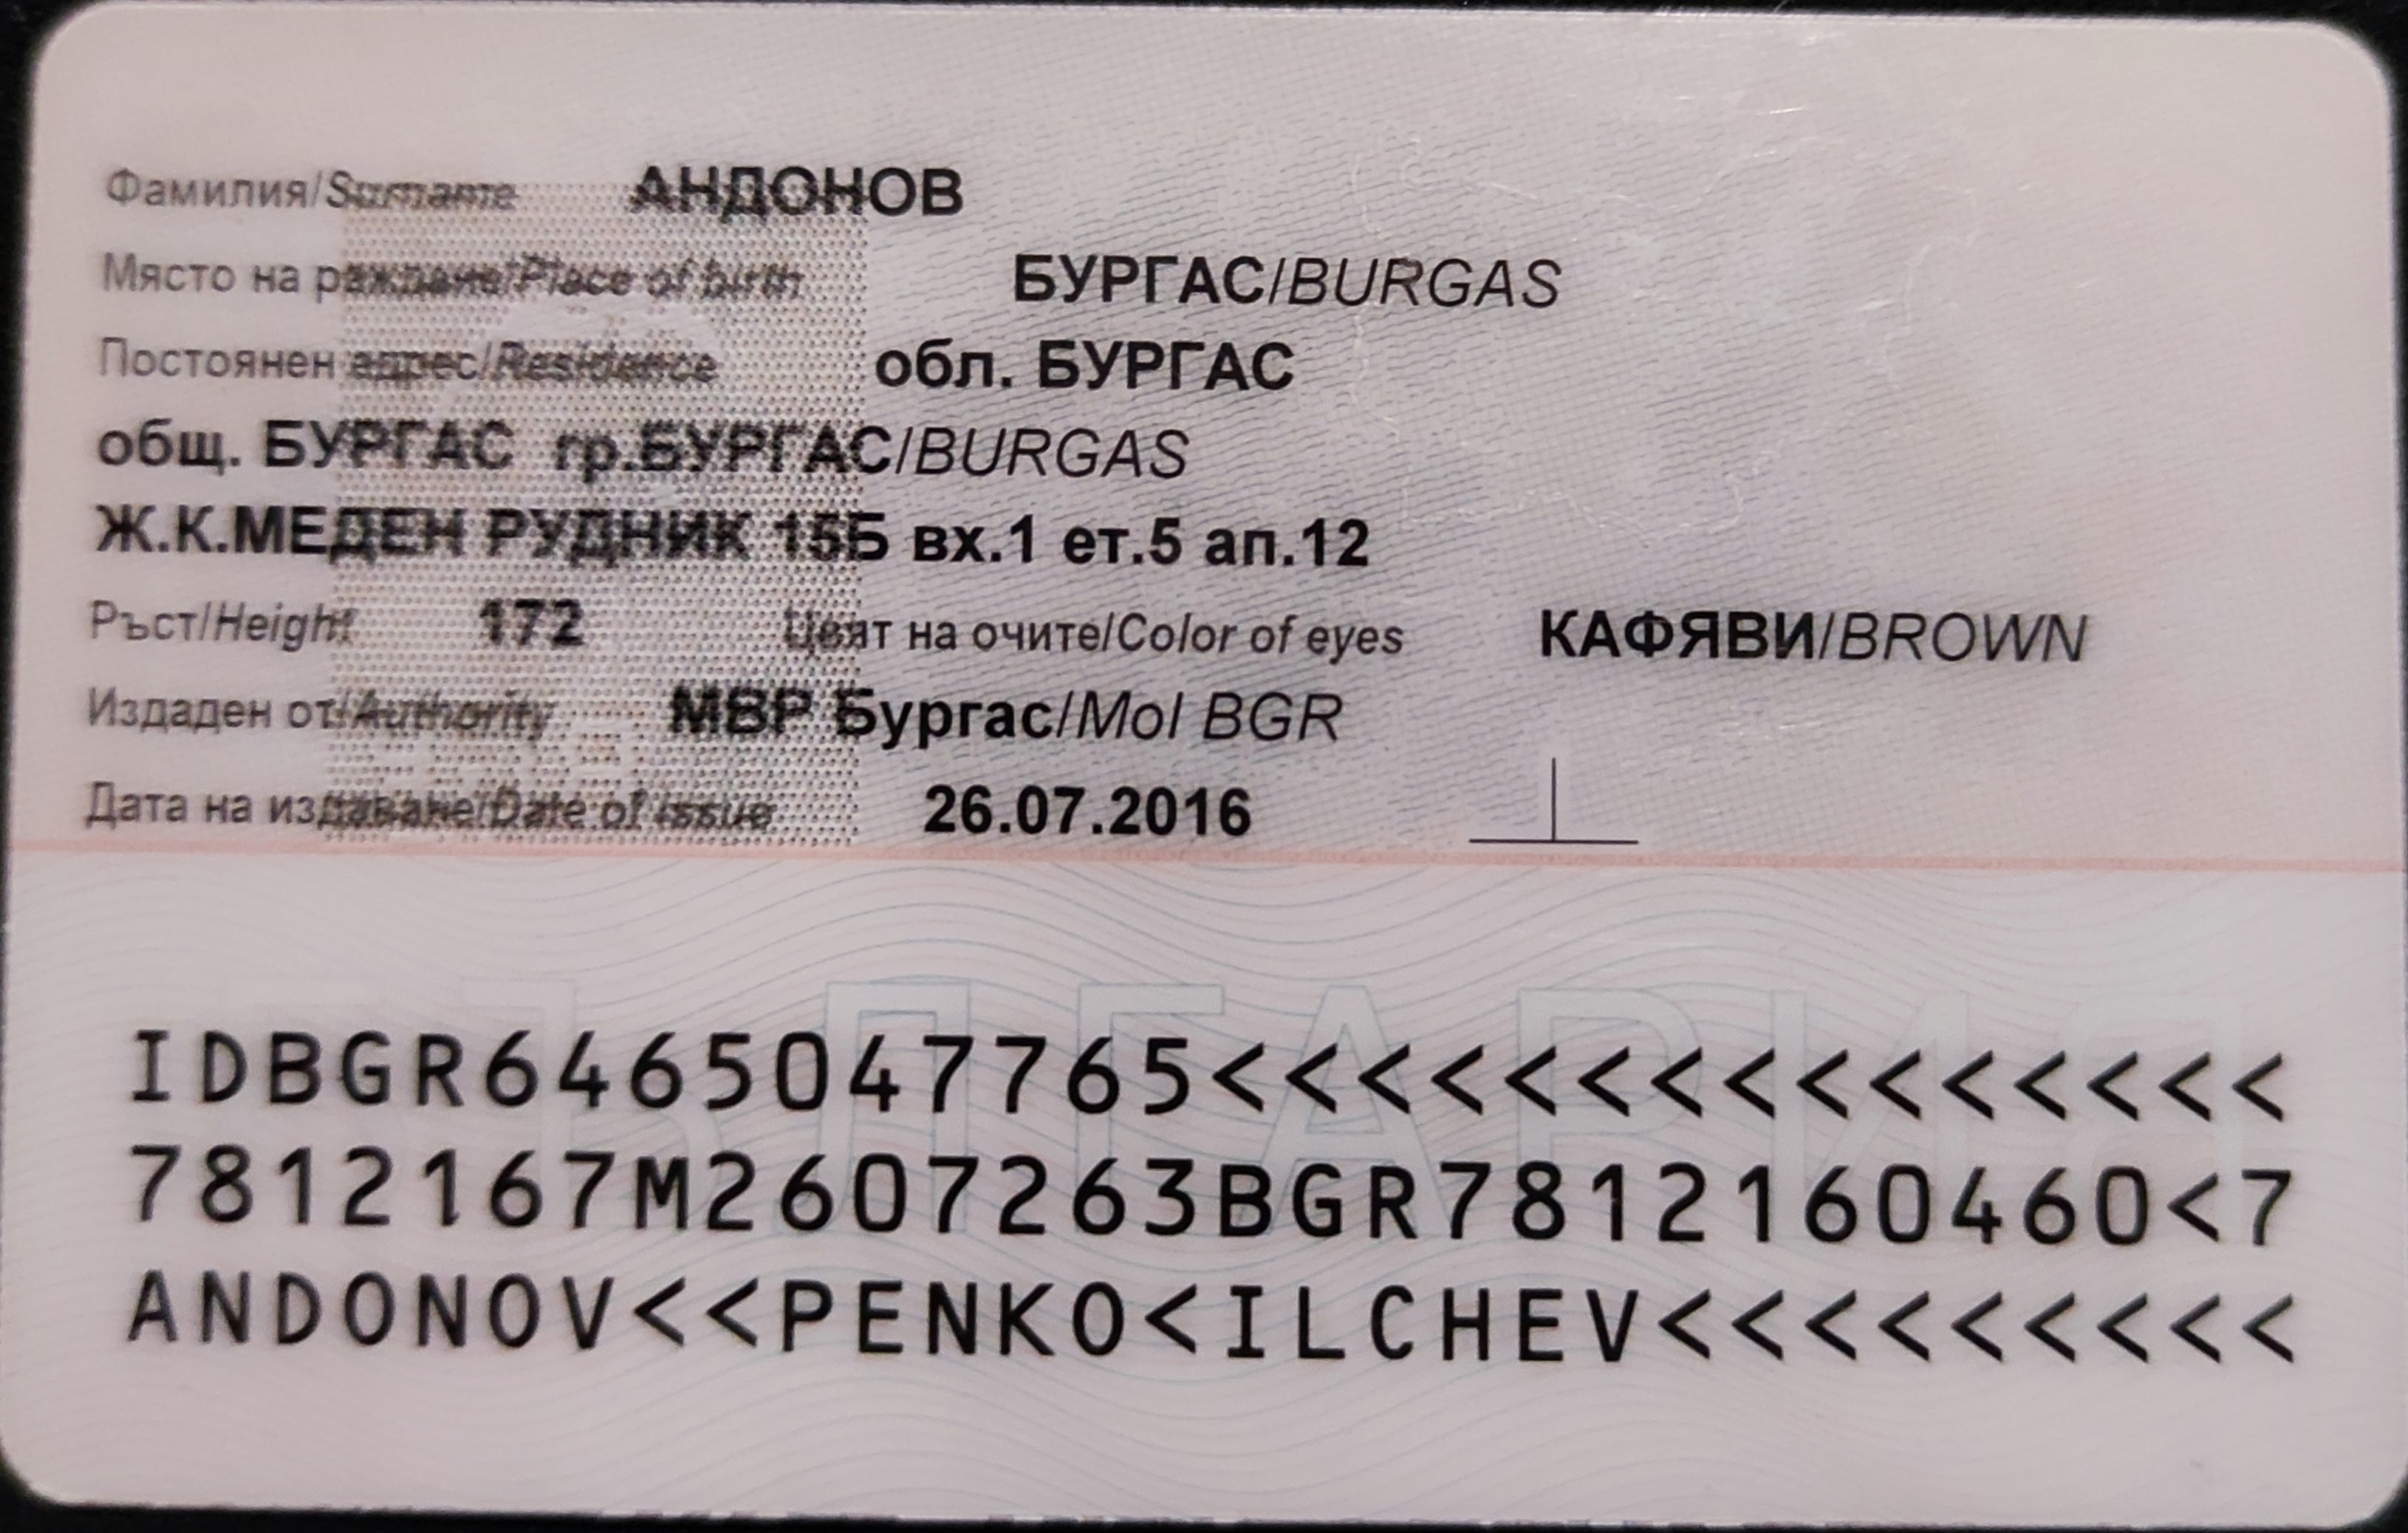 Фамилия/Surname АНДОНОВ
Място на раждане/Place of birth БУРГАС/BURGAS
Постоянен адрес/Residence обл. БУРГАС
общ. БУРГАС гр.БУРГАС/BURGAS
Ж.К.МЕДЕН РУДНИК 15Б вх.1 ет.5 ап.12
Ръст/Height 172 Цвят на очите/Color of eyes КАФЯВИ/BROWN
Издаден от/Authority МВР Бургас/MoI BGR
Дата на издаване/Date of issue 26.07.2016
БЪЛГАРИЯ
IDBGR6465047765<<<<<<<<<<<<<<<
7812167M2607263BGR7812160460<7
ANDONOV<<PENKO<ILCHEV<<<<<<<<<